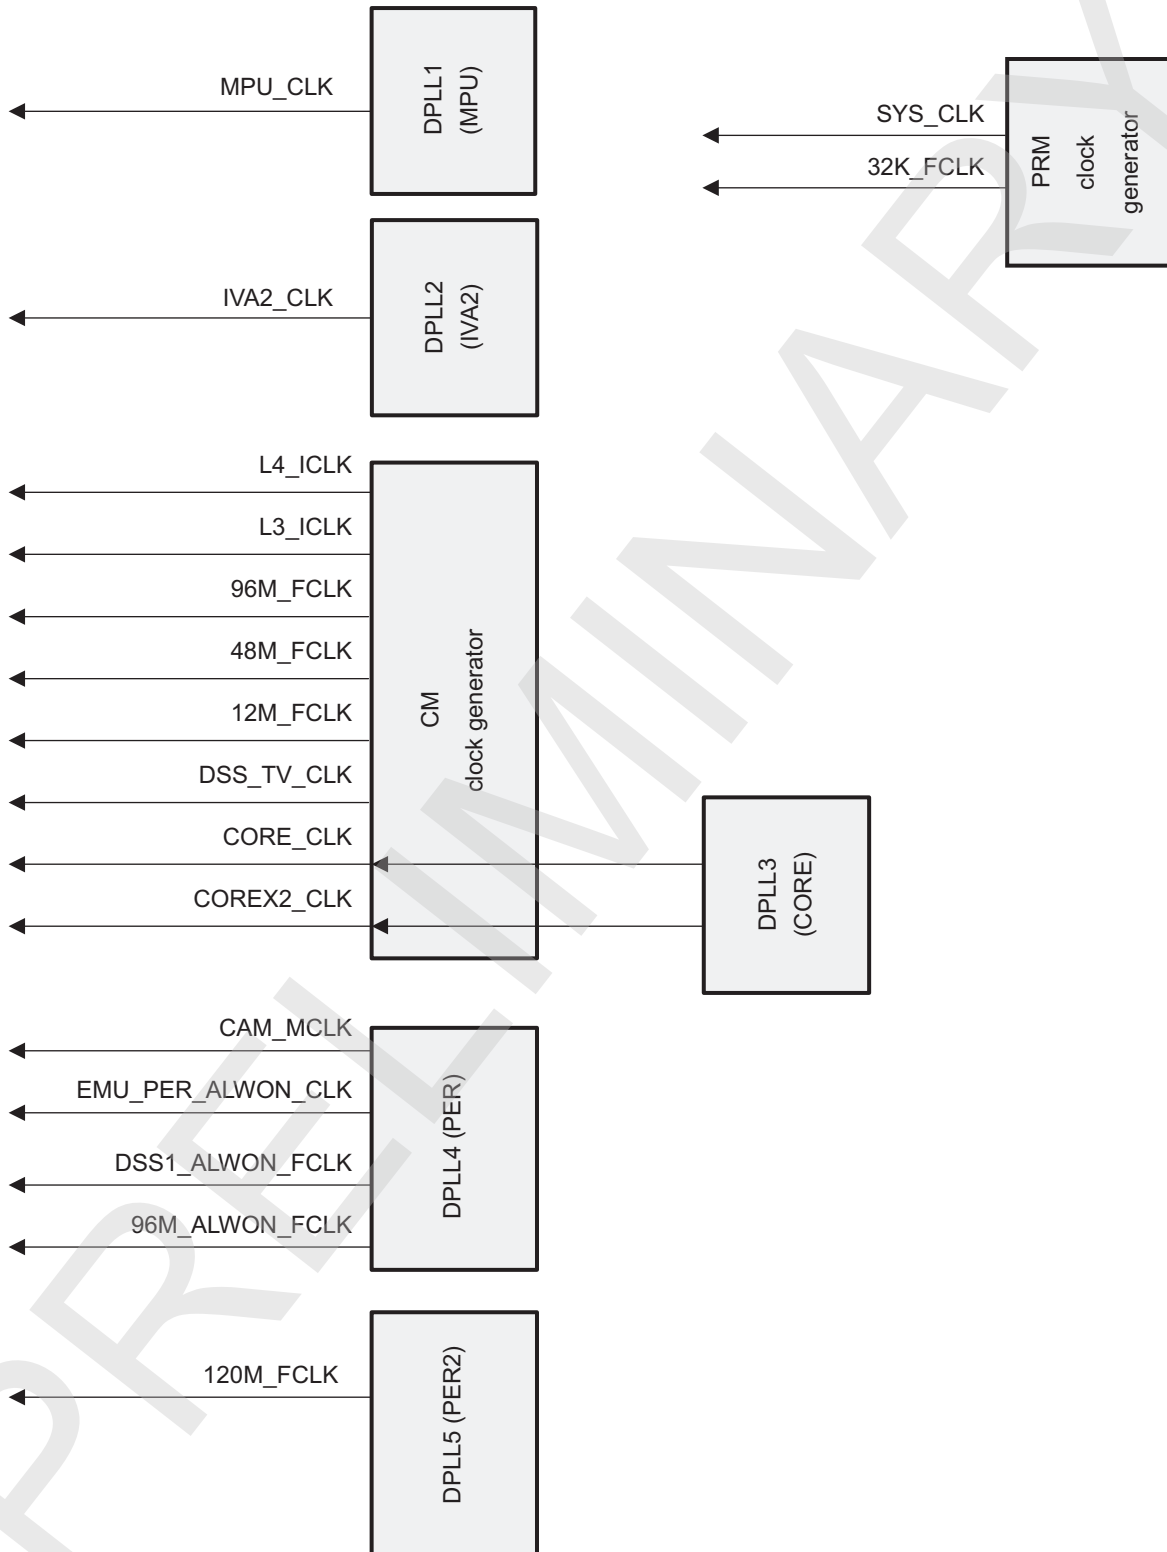 MPU_CLK
DPLL1
(MPU)
SYS_CLK
32K_FCLK
PRM
clock
generator
IVA2_CLK
DPLL2
(IVA2)
L4_ICLK
L3_ICLK
96M_FCLK
48M_FCLK
12M_FCLK
DSS_TV_CLK
CORE_CLK
COREX2_CLK
CM
clock generator
DPLL3
(CORE)
CAM_MCLK
EMU_PER_ALWON_CLK
DSS1_ALWON_FCLK
96M_ALWON_FCLK
DPLL4 (PER)
120M_FCLK
DPLL5 (PER2)
PRELIMINARY